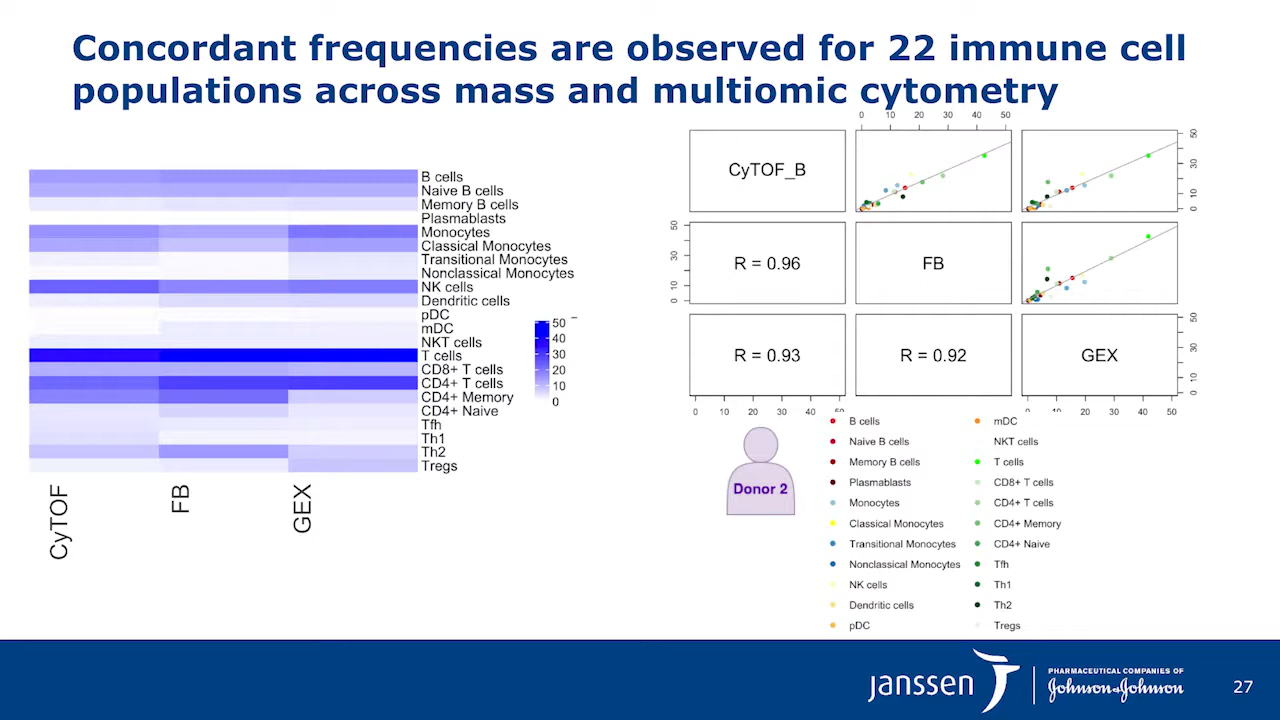 Concordant frequencies are observed for 22 immune cell
populations across mass and multiomic cytometry
B cells
Naive B cells
Memory B cells
Plasmablasts
Monocytes
Classical Monocytes
Transitional Monocytes
Nonclassical Monocytes
NK cells
Dendritic cells
pDC
mDC
NKT cells
T cells
CD8+ T cells
CD4+ T cells
CD4+ Memory
CD4+ Naive
Tfh
Th1
Th2
Tregs
CyTOF
FB
GEX
50
40
30
20
10
0
0 10 20 30 40 50
CyTOF_B
50
30
10
0
50
30
10
0
R = 0.96
FB
R = 0.93
R = 0.92
GEX
50
30
10
0
0 10 20 30 40 50
0 10 20 30 40 50
Donor 2
B cells
Naive B cells
Memory B cells
Plasmablasts
Monocytes
Classical Monocytes
Transitional Monocytes
Nonclassical Monocytes
NK cells
Dendritic cells
pDC
mDC
NKT cells
T cells
CD8+ T cells
CD4+ T cells
CD4+ Memory
CD4+ Naive
Tfh
Th1
Th2
Tregs
janssen
PHARMACEUTICAL COMPANIES OF
Johnson & Johnson
27